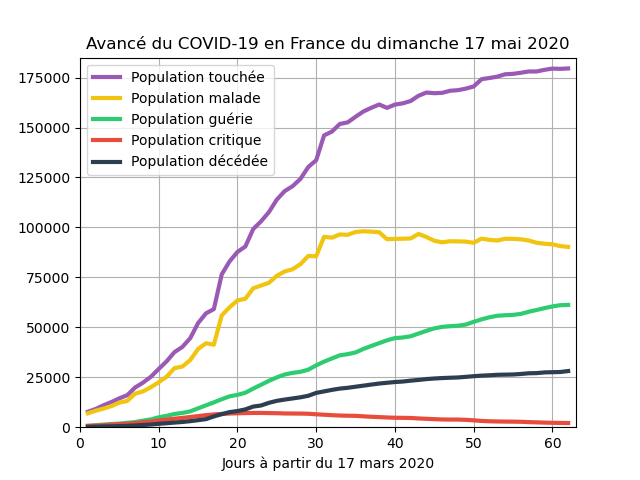 Avancé du COVID-19 en France du dimanche 17 mai 2020
175000
150000
125000
100000
75000
50000
25000
0
Population touchée
Population malade
Population guérie
Population critique
Population décédée
0 10 20 30 40 50 60
Jours à partir du 17 mars 2020